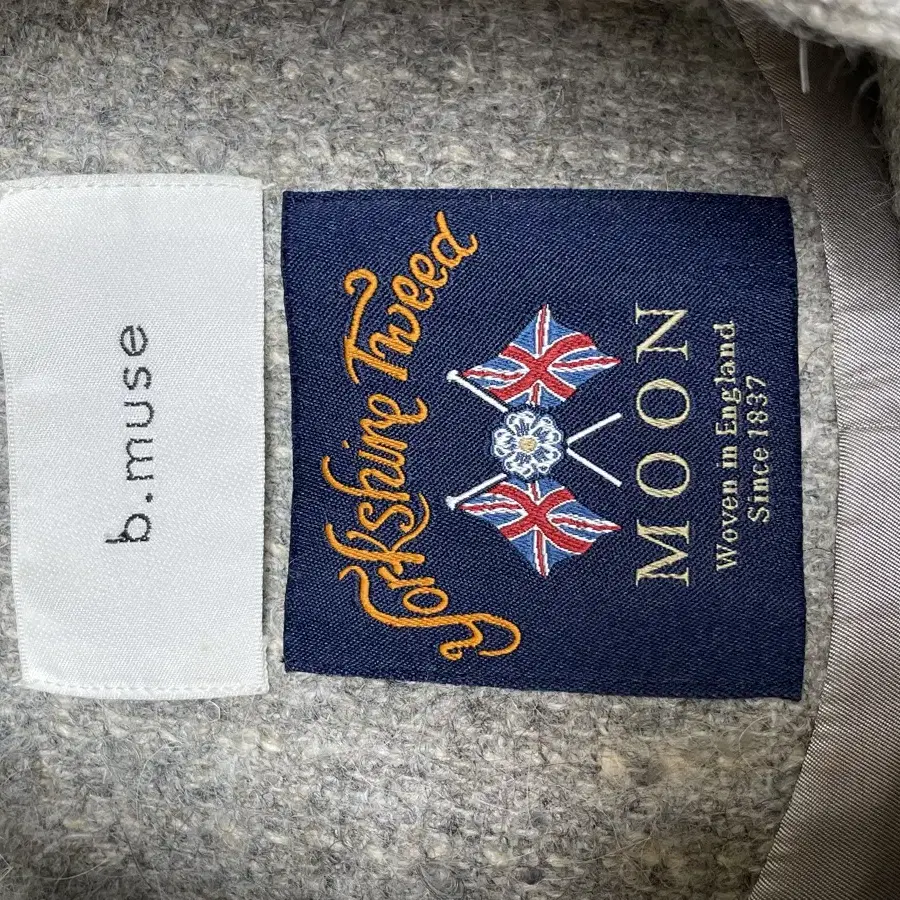 b.muse
Yorkshire Tweed
MOON
Woven in England
Since 1837